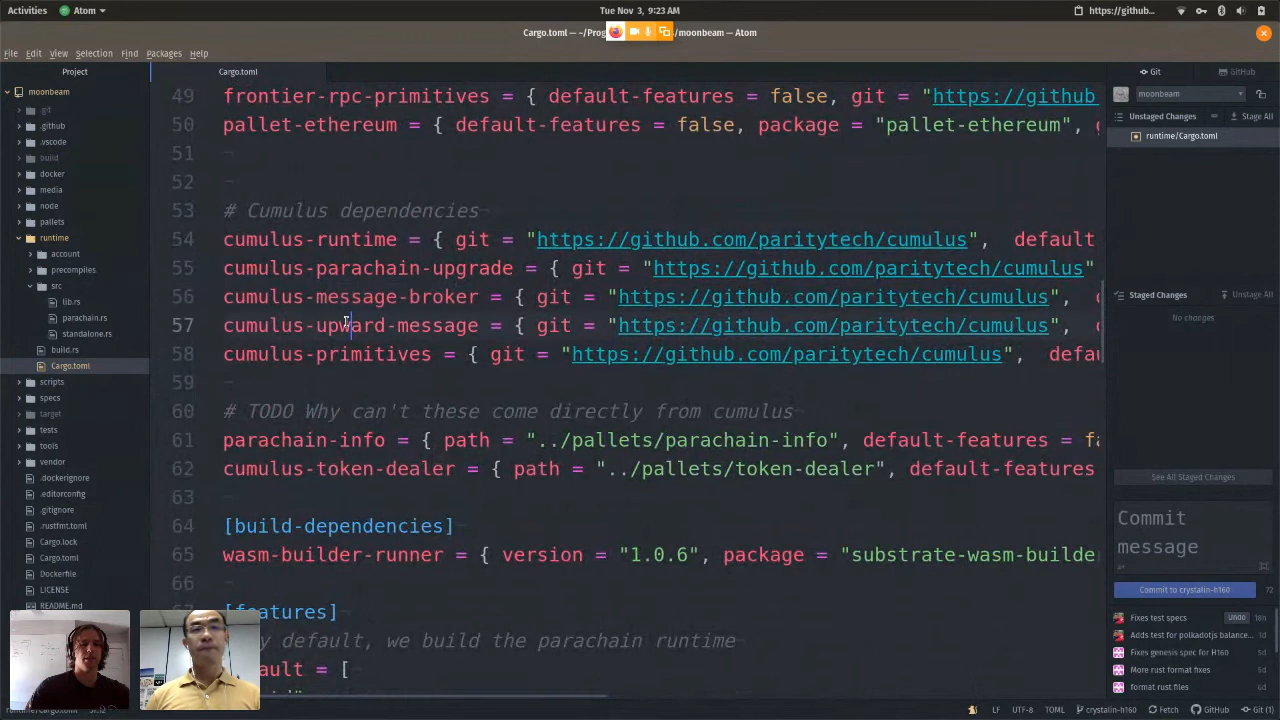 Activities
Atom
Tue Nov 3, 9:23 AM
https://github...
Cargo.toml — ~/Prog
/moonbeam — Atom
File Edit View Selection Find Packages Help
Project
Cargo.toml
Git
GitHub
moonbeam
.git
.github
.vscode
build
docker
media
node
pallets
runtime
account
precompiles
src
lib.rs
parachain.rs
standalone.rs
build.rs
Cargo.toml
scripts
specs
target
tests
tools
vendor
.dockerignore
.editorconfig
.gitignore
.rustfmt.toml
Cargo.lock
Cargo.toml
Dockerfile
LICENSE
README.md
49 frontier-rpc-primitives = { default-features = false, git = "https://github
50 pallet-ethereum = { default-features = false, package = "pallet-ethereum", g
51 ¬
52 ¬
53 # Cumulus dependencies¬
54 cumulus-runtime = { git = "https://github.com/paritytech/cumulus", default
55 cumulus-parachain-upgrade = { git = "https://github.com/paritytech/cumulus"
56 cumulus-message-broker = { git = "https://github.com/paritytech/cumulus",
57 cumulus-upward-message = { git = "https://github.com/paritytech/cumulus",
58 cumulus-primitives = { git = "https://github.com/paritytech/cumulus", defau
59 ¬
60 # TODO Why can't these come directly from cumulus¬
61 parachain-info = { path = "../pallets/parachain-info", default-features = fa
62 cumulus-token-dealer = { path = "../pallets/token-dealer", default-features
63 ¬
64 [build-dependencies]
65 wasm-builder-runner = { version = "1.0.6", package = "substrate-wasm-builde
66 ¬
[features]
y default, we build the parachain runtime
ault = [
moonbeam
Unstaged Changes
Stage All
runtime/Cargo.toml
Staged Changes
Unstage All
No changes
See All Staged Changes
Commit message
Commit to crystalin-h160
72
Fixes test specs Undo 18h
Adds test for polkadotjs balance... 1d
Fixes genesis spec for H160 5d
More rust format fixes 5d
format rust files 5d
LF UTF-8 TOML crystalin-h160 Fetch GitHub Git (1)